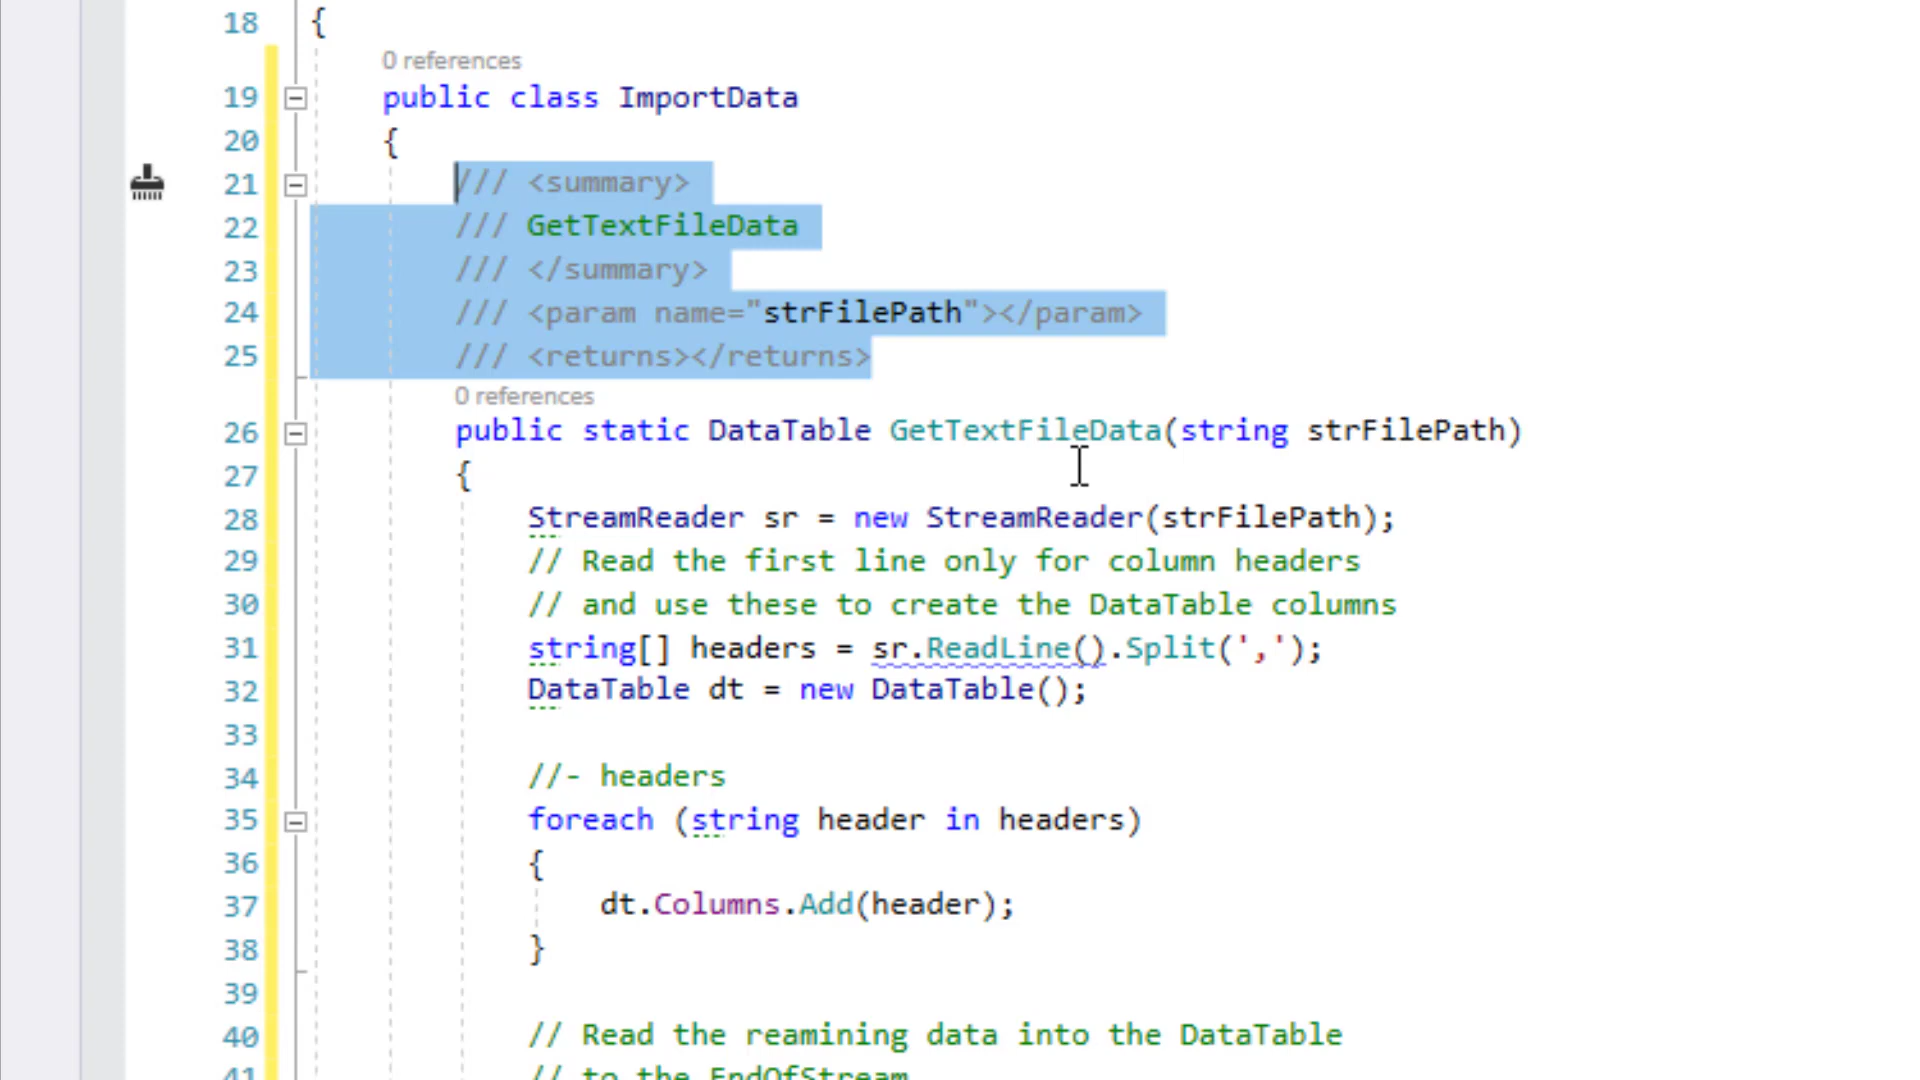 18 {
0 references
19 public class ImportData
20 {
21 /// <summary>
22 /// GetTextFileData
23 /// </summary>
24 /// <param name="strFilePath"></param>
25 /// <returns></returns>
0 references
26 public static DataTable GetTextFileData(string strFilePath)
27 {
28 StreamReader sr = new StreamReader(strFilePath);
29 // Read the first line only for column headers
30 // and use these to create the DataTable columns
31 string[] headers = sr.ReadLine().Split(',');
32 DataTable dt = new DataTable();
33
34 //- headers
35 foreach (string header in headers)
36 {
37 dt.Columns.Add(header);
38 }
39
40 // Read the reamining data into the DataTable
41 // to the EndOfStream